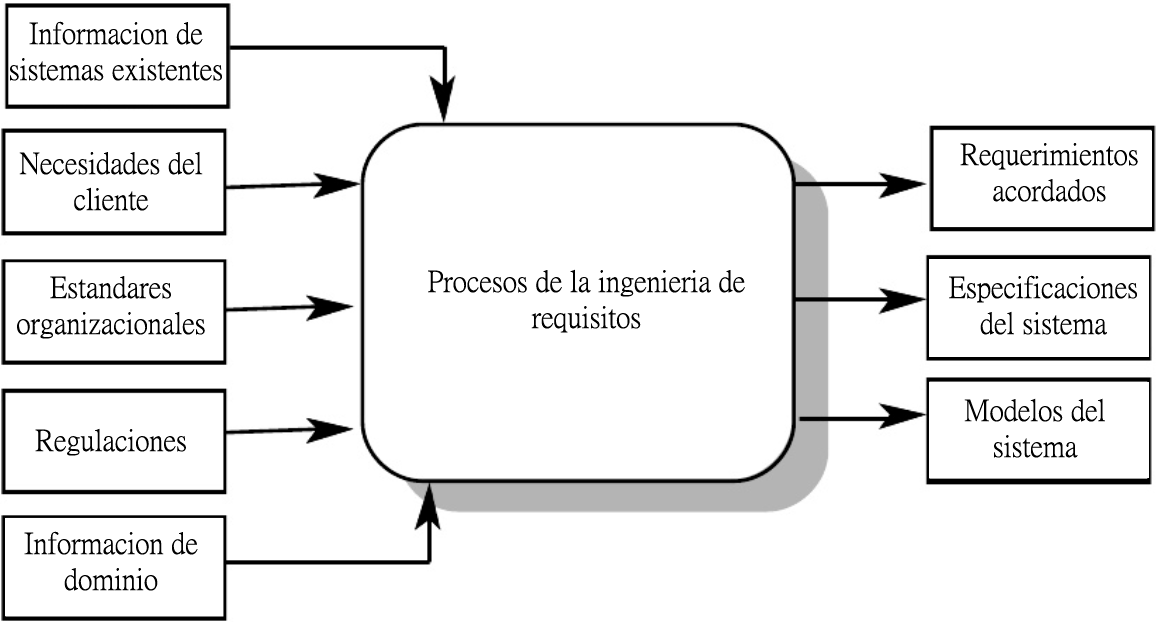 Informacion de
sistemas existentes
Necesidades del
cliente
Estandares
organizacionales
Regulaciones
Informacion de
dominio
Procesos de la ingenieria de
requisitos
Requerimientos
acordados
Especificaciones
del sistema
Modelos del
sistema